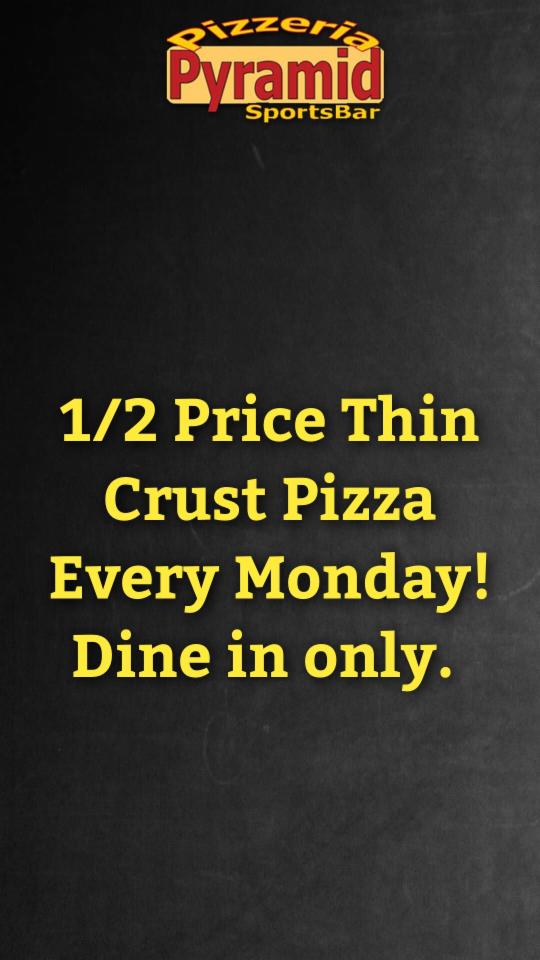 Pizzeria
Pyramid
SportsBar
1/2 Price Thin
Crust Pizza
Every Monday!
Dine in only.